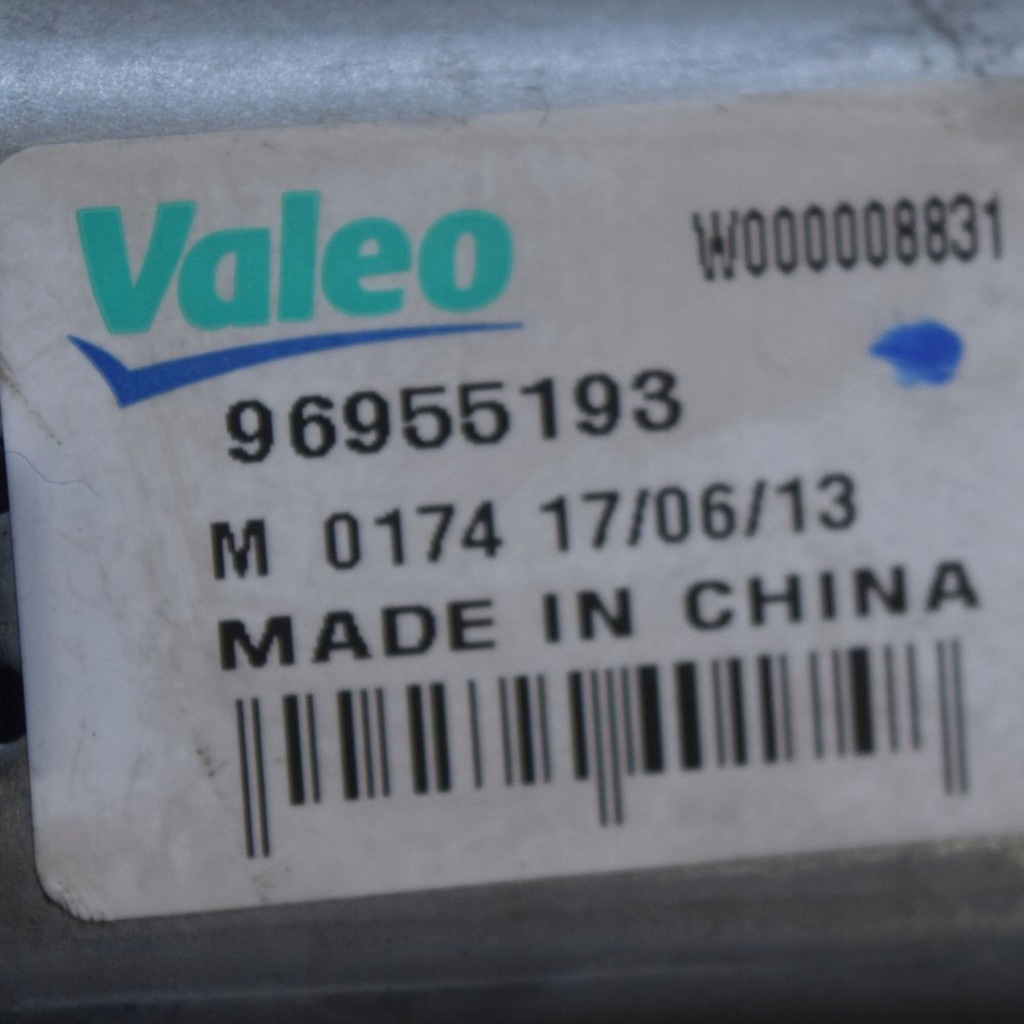 Valeo
W000008831
96955193
M 0174 17/06/13
MADE IN CHINA